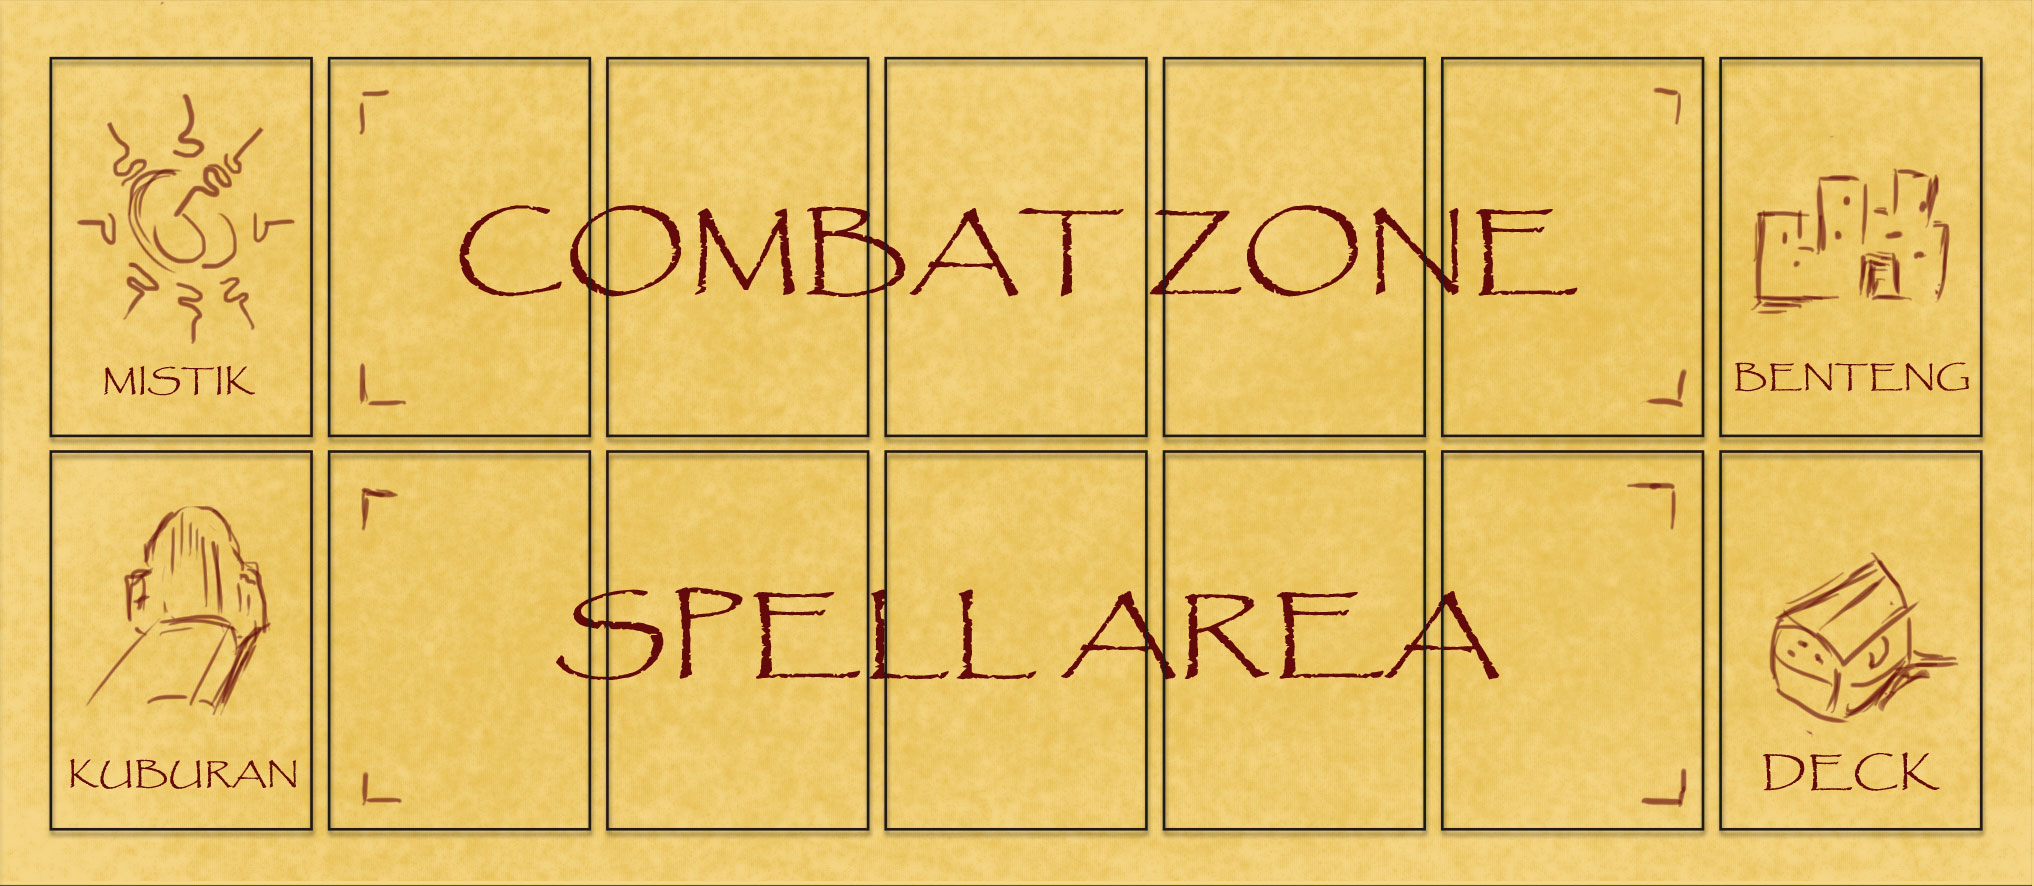 COMBAT ZONE
MISTIK
BENTENG
SPELL AREA
KUBURAN
DECK